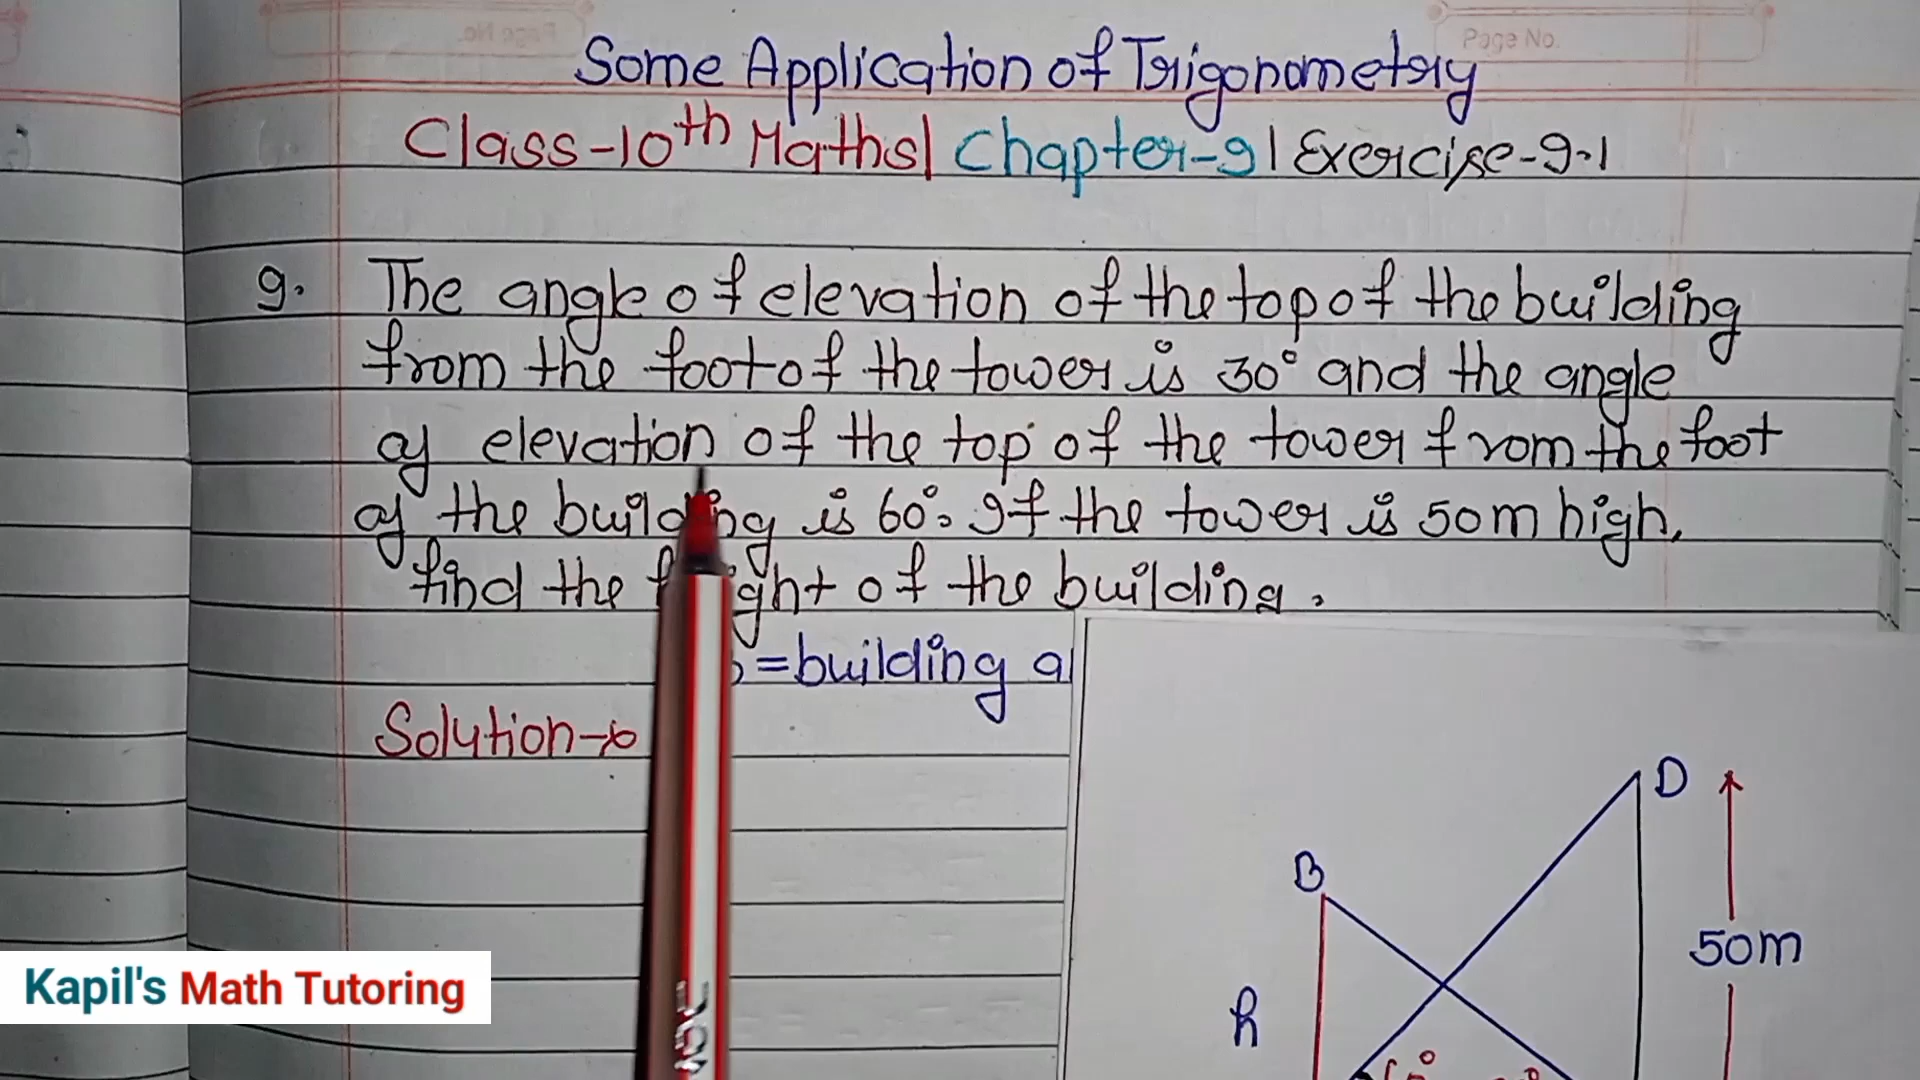 Page No.
Some Application of Trigonometry
Class-10th Maths| Chapter-9| Exercise-9.1
9. The angle of elevation of the top of the building
from the foot of the tower is 30° and the angle
of elevation of the top of the tower from the foot
of the building is 60°. If the tower is 50m high,
find the of the building.
=building
Solution→
D
B
50m
h
Kapil's Math Tutoring